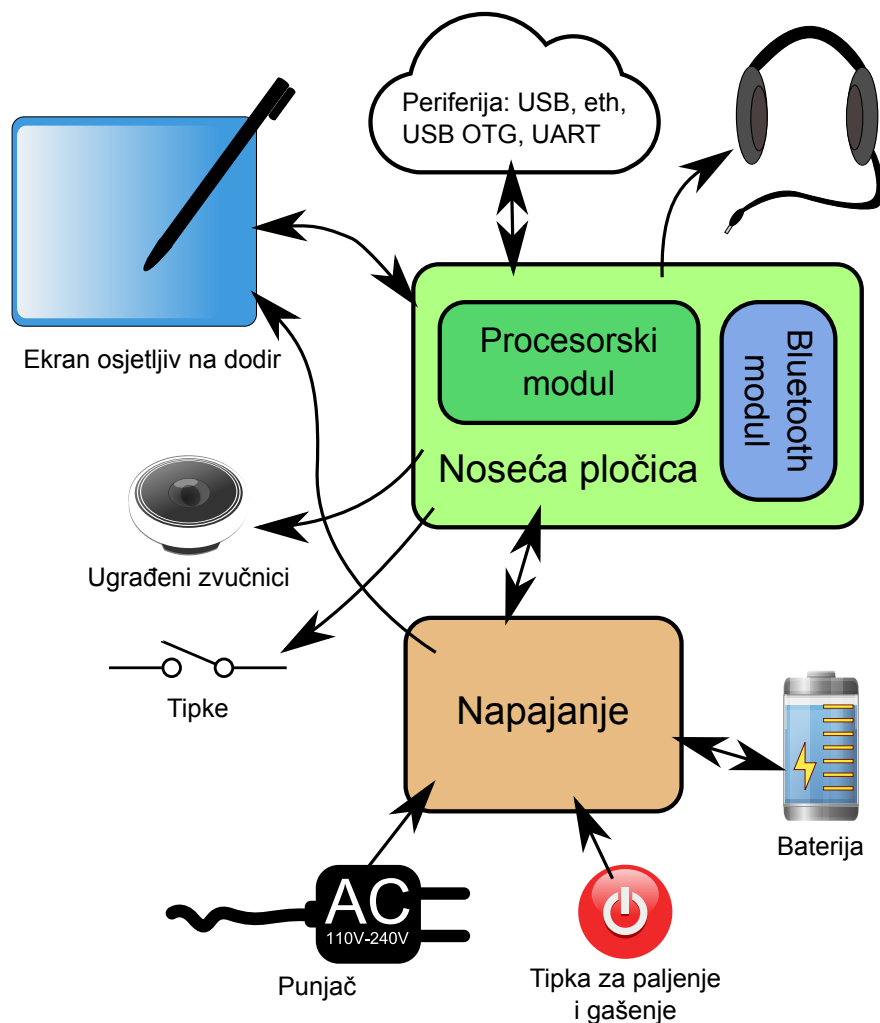 Periferija: USB, eth,
USB OTG, UART
Ekran osjetljiv na dodir
Procesorski
modul
Bluetooth
modul
Noseća pločica
Ugrađeni zvučnici
Tipke
Napajanje
Baterija
AC
110V-240V
Punjač
Tipka za paljenje
i gašenje